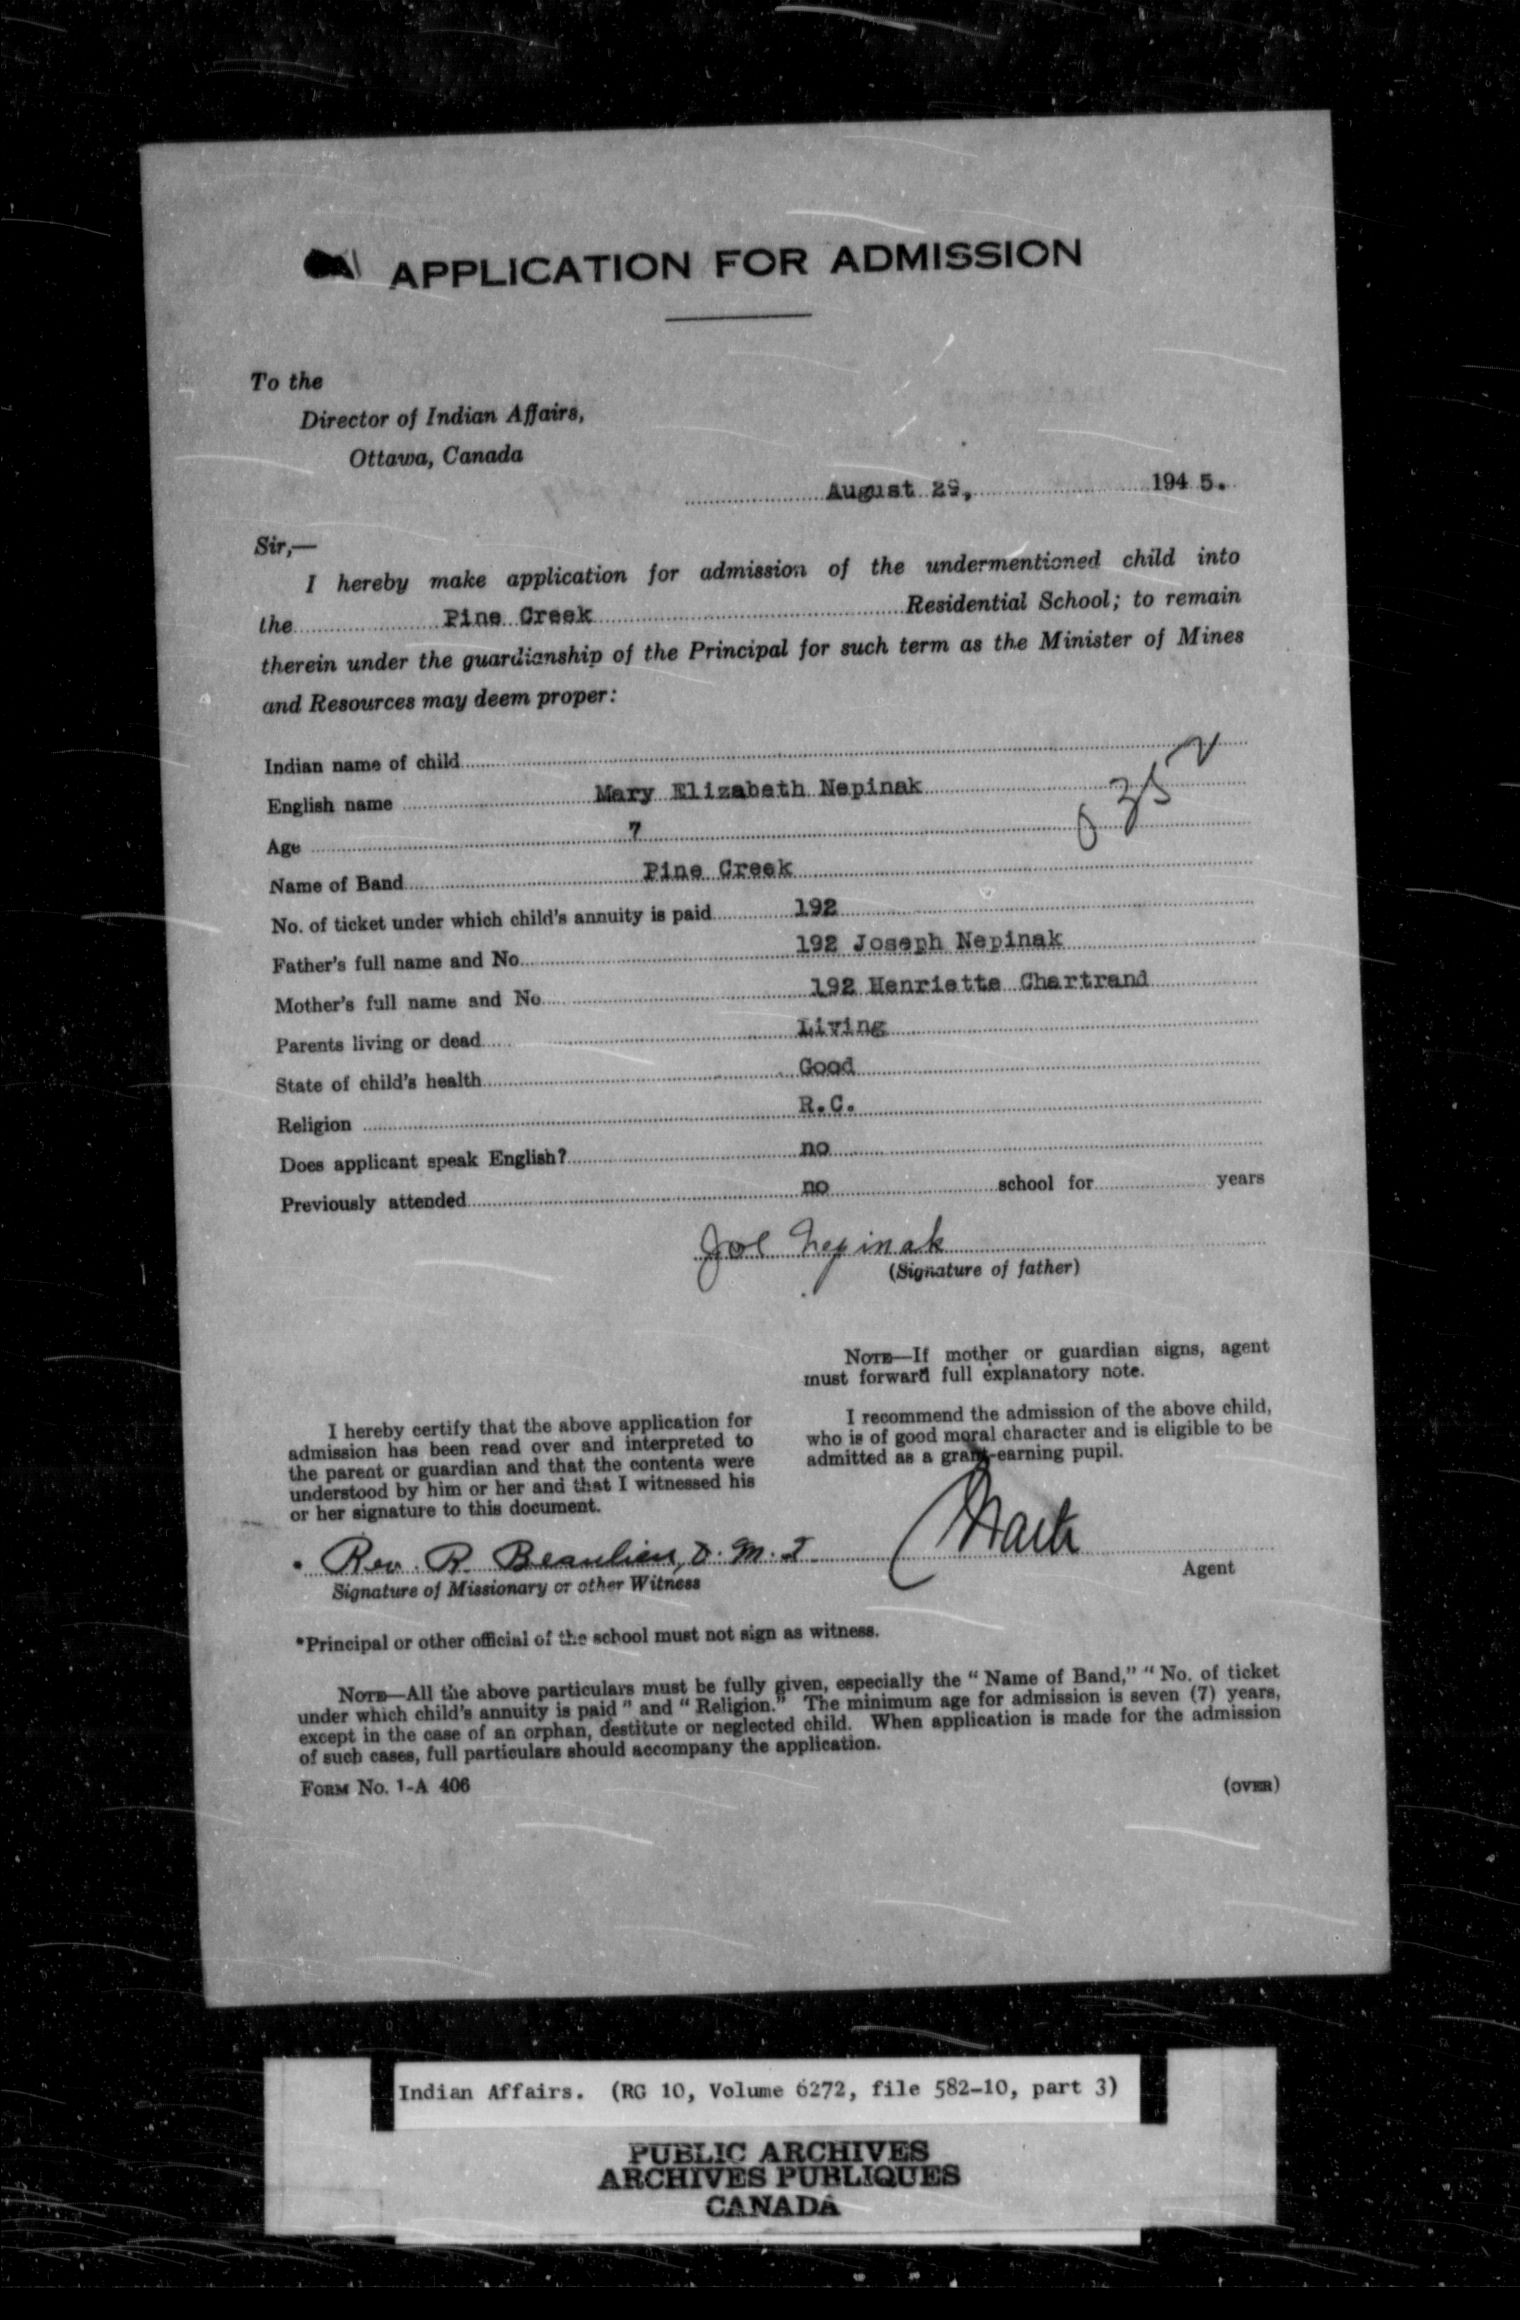 APPLICATION FOR ADMISSION
To the
Director of Indian Affairs,
Ottawa, Canada
August 29, 1945.
Sir,—
I hereby make application for admission of the undermentioned child into
the Pine Creek Residential School; to remain
therein under the guardianship of the Principal for such term as the Minister of Mines
and Resources may deem proper:
Indian name of child
English name Mary Elizabeth Nepinak
Age 7
035
Name of Band Pine Creek
No. of ticket under which child's annuity is paid 192
Father's full name and No. 192 Joseph Nepinak
Mother's full name and No. 192 Henriette Chartrand
Parents living or dead Living
State of child's health Good
Religion R.C.
Does applicant speak English? no
Previously attended no school for years
Joe Nepinak
(Signature of father)
NOTE—If mother or guardian signs, agent
must forward full explanatory note.
I hereby certify that the above application for
admission has been read over and interpreted to
the parent or guardian and that the contents were
understood by him or her and that I witnessed his
or her signature to this document.
I recommend the admission of the above child,
who is of good moral character and is eligible to be
admitted as a grant-earning pupil.
* Rev. R. Beaulieu, O.M.I.
Signature of Missionary or other Witness
Agent
*Principal or other official of the school must not sign as witness.
NOTE—All the above particulars must be fully given, especially the "Name of Band," "No. of ticket
under which child's annuity is paid" and "Religion." The minimum age for admission is seven (7) years,
except in the case of an orphan, destitute or neglected child. When application is made for the admission
of such cases, full particulars should accompany the application.
FORM No. 1-A 406
(OVER)
Indian Affairs. (RG 10, Volume 6272, file 582-10, part 3)
PUBLIC ARCHIVES
ARCHIVES PUBLIQUES
CANADA